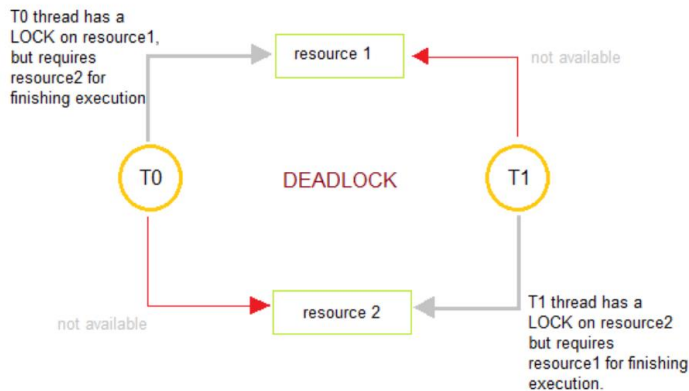 T0 thread has a
LOCK on resource1,
but requires
resource2 for
finishing execution
resource 1
not available
T0
DEADLOCK
T1
not available
resource 2
T1 thread has a
LOCK on resource2
but requires
resource1 for finishing
execution.